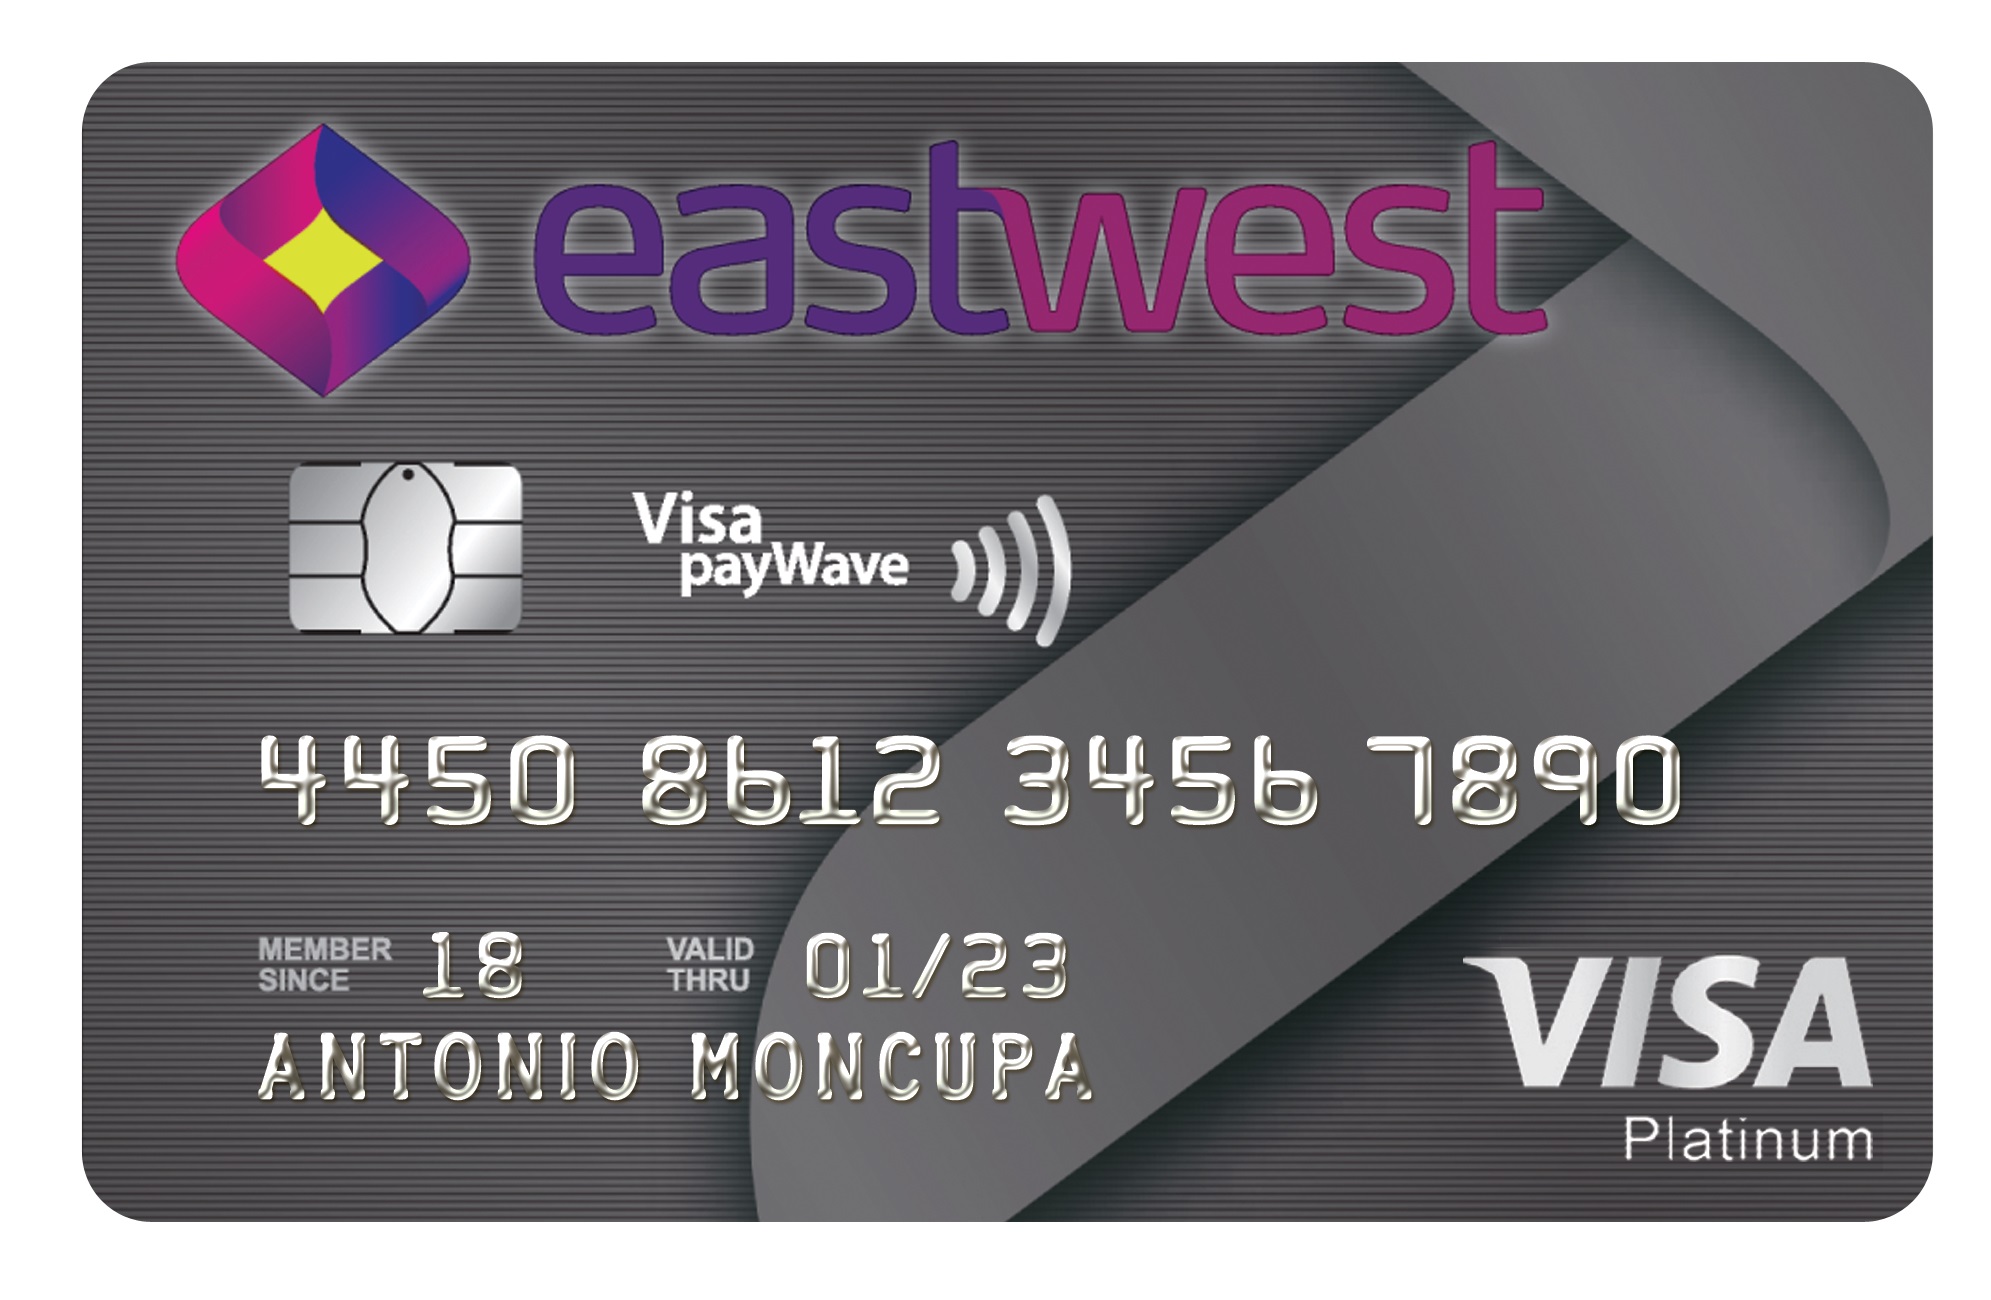 eastwest
Visa
payWave
4450 8612 3456 7890
MEMBER SINCE 18 VALID THRU 01/23
ANTONIO MONCUPA
VISA
Platinum